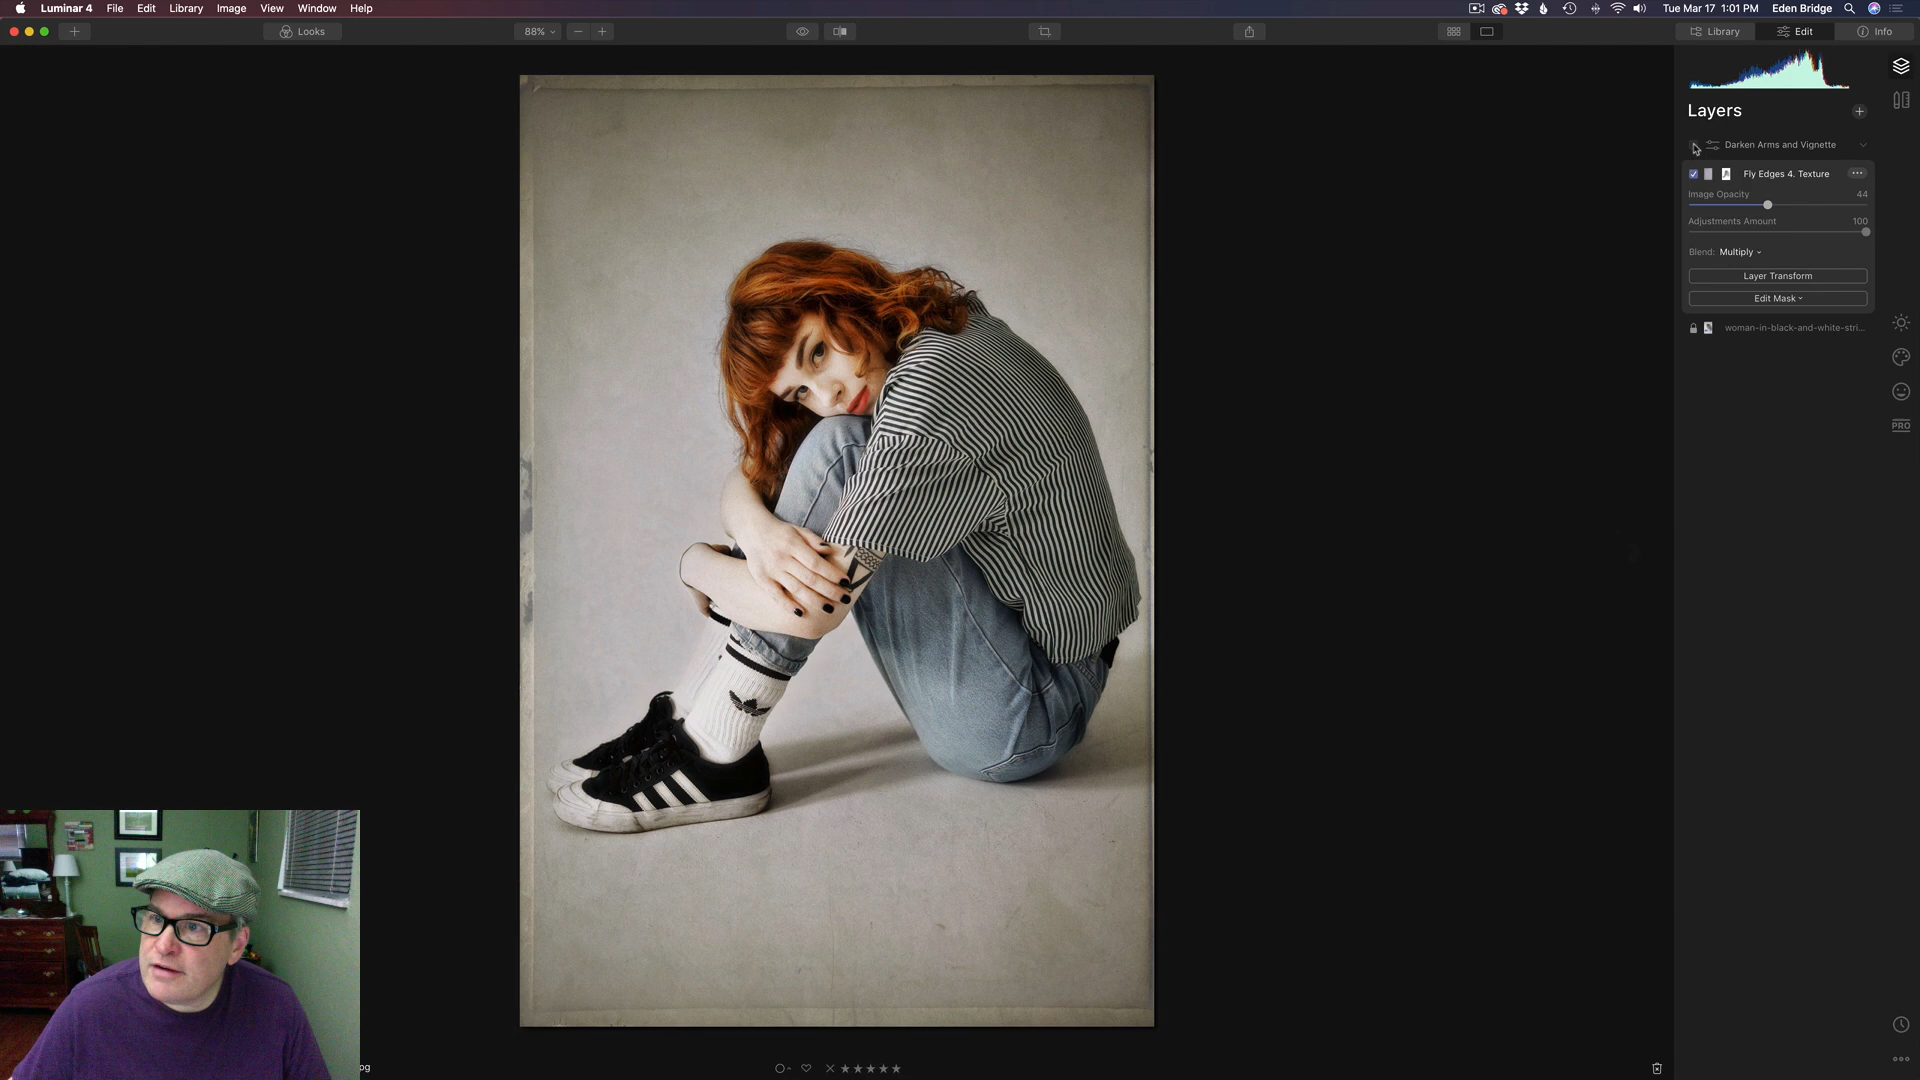 Luminar 4 File Edit Library Image View Window Help Tue Mar 17 1:01 PM Eden Bridge
Looks 88% Library Edit Info
Layers
Darken Arms and Vignette
Fly Edges 4. Texture
Image Opacity 44
Adjustments Amount 100
Blend: Multiply
Layer Transform
Edit Mask
woman-in-black-and-white-stri...
PRO
pg